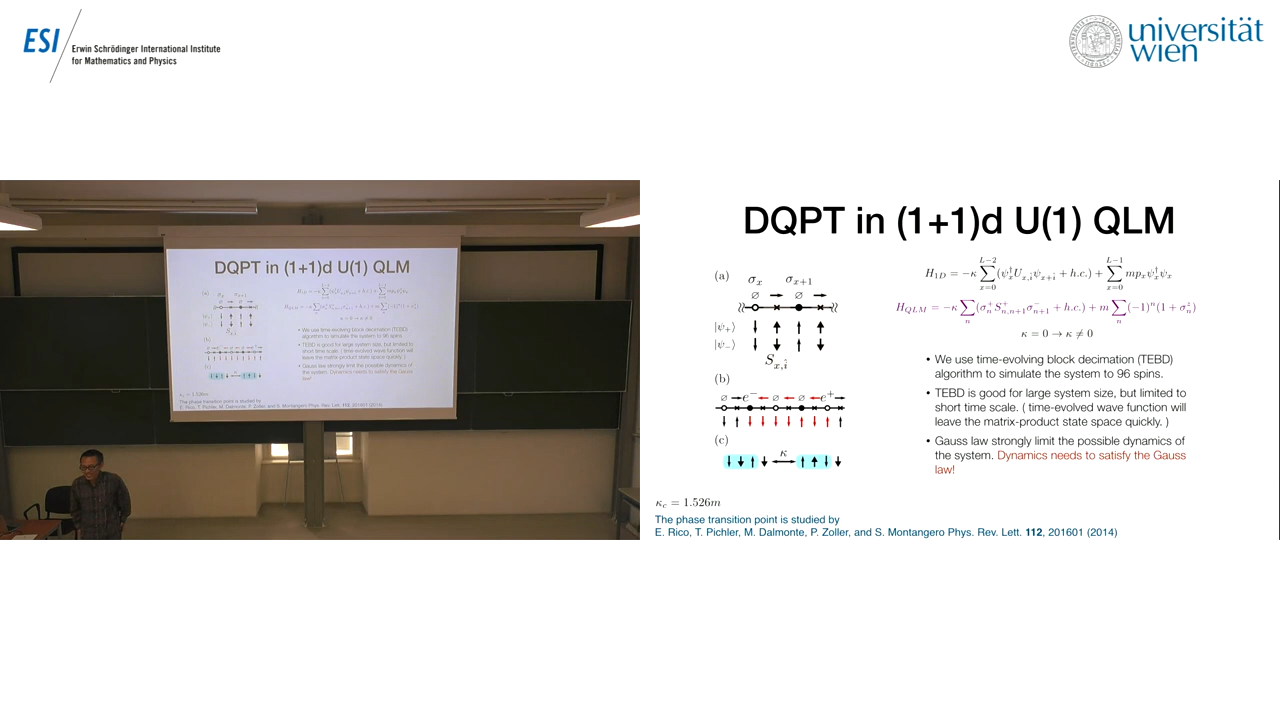 ESI
Erwin Schrödinger International Institute
for Mathematics and Physics
universität
wien
DQPT in (1+1)d U(1) QLM
(a)
σ_x σ_{x+1}
∅ → ∅ →
|ψ₊⟩
|ψ₋⟩
S_{x,î}
(b)
∅ → e⁻ ← ∅ ← ∅ ← e⁺ →
(c)
κ
H_{1D} = −κ ∑_{x=0}^{L−2} (ψ_x^† U_{x,î} ψ_{x+î} + h.c.) + ∑_{x=0}^{L−1} m p_x ψ_x^† ψ_x
H_{QLM} = −κ ∑_n (σ_n^+ S_{n,n+1}^+ σ_{n+1}^− + h.c.) + m ∑_n (−1)^n (1 + σ_n^z)
κ = 0 → κ ≠ 0
• We use time-evolving block decimation (TEBD)
algorithm to simulate the system to 96 spins.
• TEBD is good for large system size, but limited to
short time scale. ( time-evolved wave function will
leave the matrix-product state space quickly. )
• Gauss law strongly limit the possible dynamics of
the system. Dynamics needs to satisfy the Gauss
law!
κ_c = 1.526m
The phase transition point is studied by
E. Rico, T. Pichler, M. Dalmonte, P. Zoller, and S. Montangero Phys. Rev. Lett. 112, 201601 (2014)